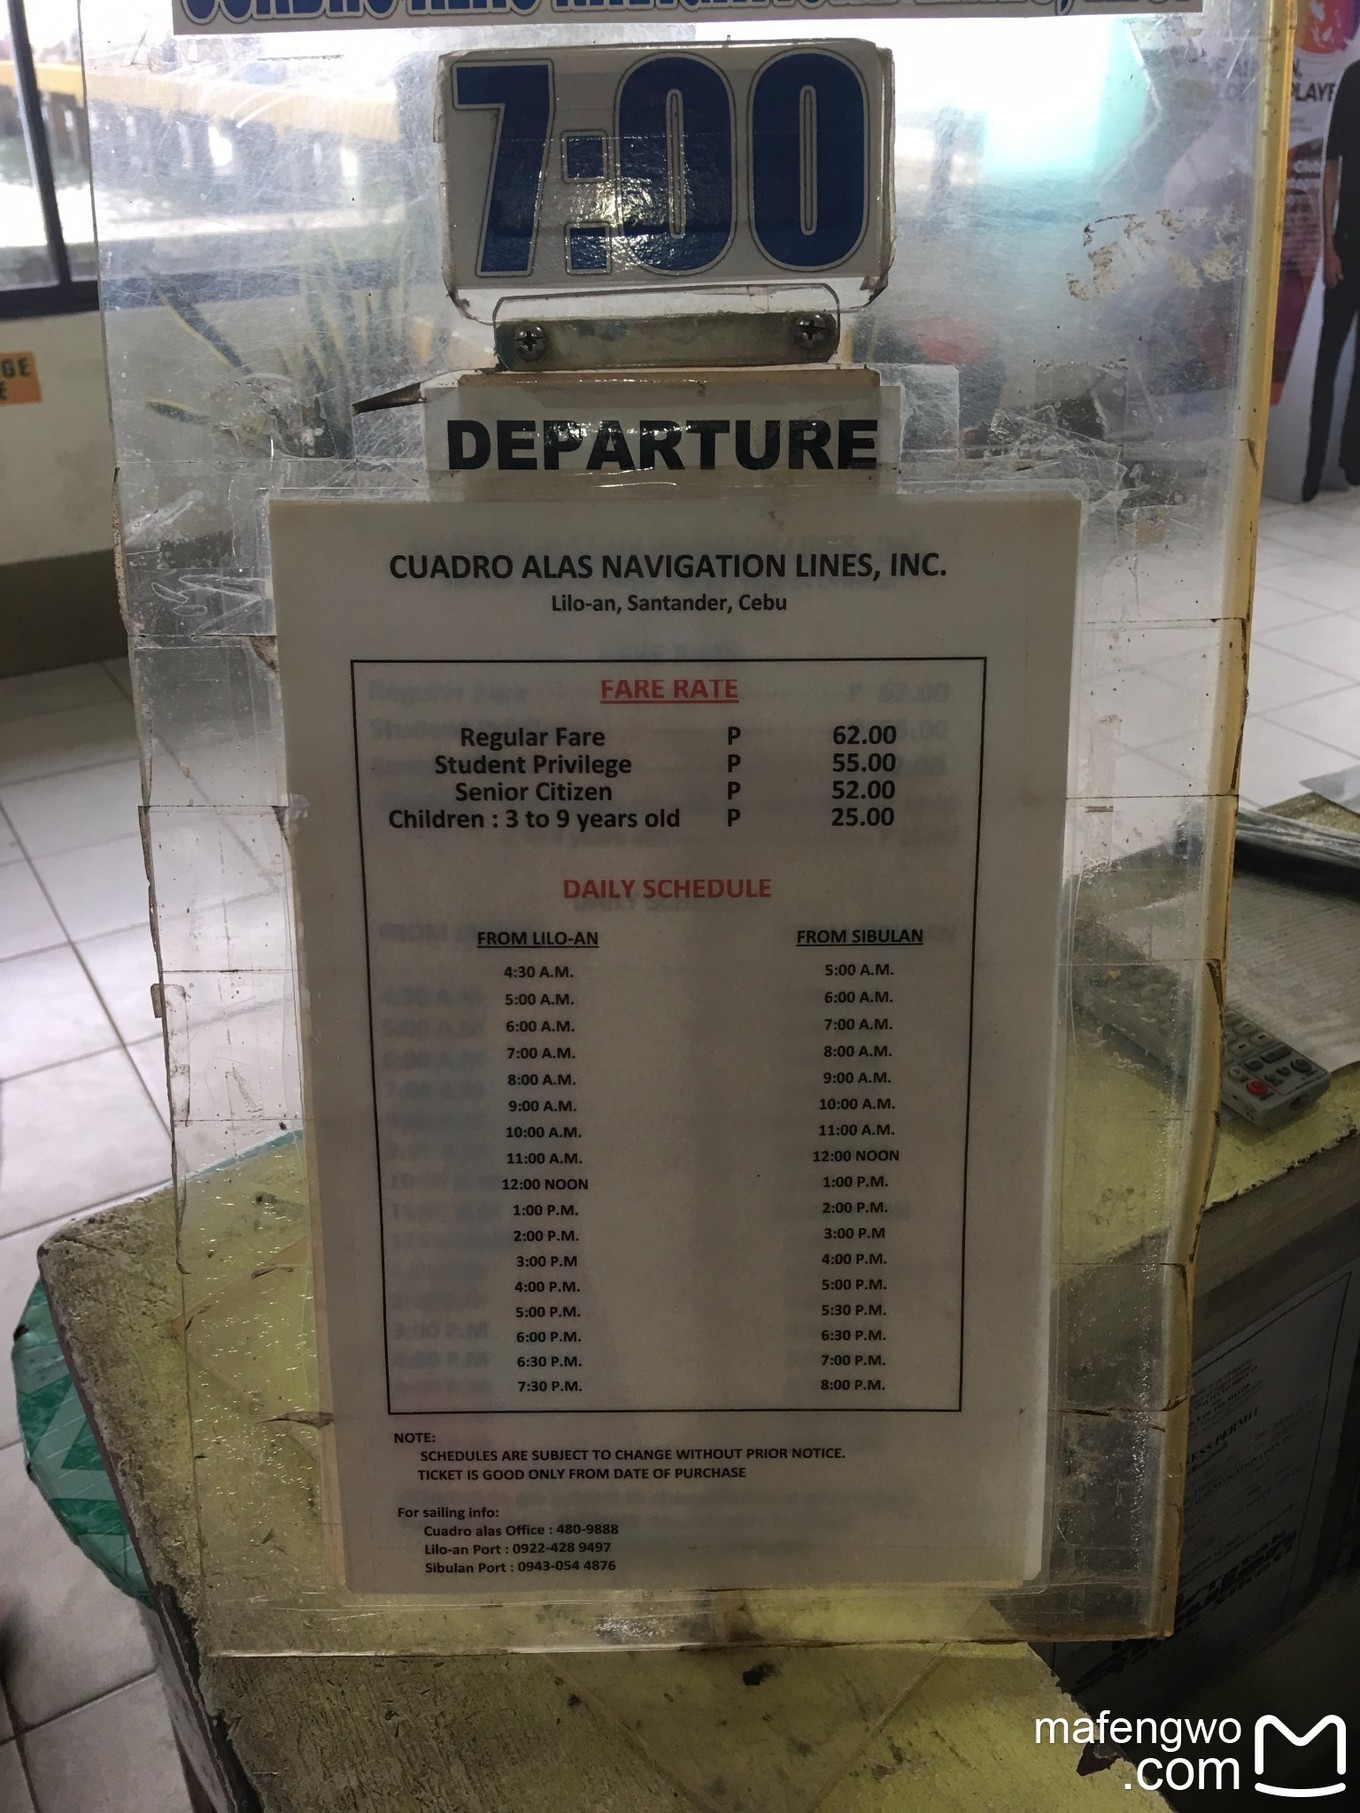 7:00
DEPARTURE
CUADRO ALAS NAVIGATION LINES, INC.
Lilo-an, Santander, Cebu
FARE RATE
Regular Fare P 62.00
Student Privilege P 55.00
Senior Citizen P 52.00
Children : 3 to 9 years old P 25.00
DAILY SCHEDULE
FROM LILO-AN FROM SIBULAN
4:30 A.M. 5:00 A.M.
5:00 A.M. 6:00 A.M.
6:00 A.M. 7:00 A.M.
7:00 A.M. 8:00 A.M.
8:00 A.M. 9:00 A.M.
9:00 A.M. 10:00 A.M.
10:00 A.M. 11:00 A.M.
11:00 A.M. 12:00 NOON
12:00 NOON 1:00 P.M.
1:00 P.M. 2:00 P.M.
2:00 P.M. 3:00 P.M
3:00 P.M 4:00 P.M.
4:00 P.M. 5:00 P.M.
5:00 P.M. 5:30 P.M.
6:00 P.M. 6:30 P.M.
6:30 P.M. 7:00 P.M.
7:30 P.M. 8:00 P.M.
NOTE:
SCHEDULES ARE SUBJECT TO CHANGE WITHOUT PRIOR NOTICE.
TICKET IS GOOD ONLY FROM DATE OF PURCHASE
For sailing info:
Cuadro alas Office : 480-9888
Lilo-an Port : 0922-428 9497
Sibulan Port : 0943-054 4876
mafengwo
.com